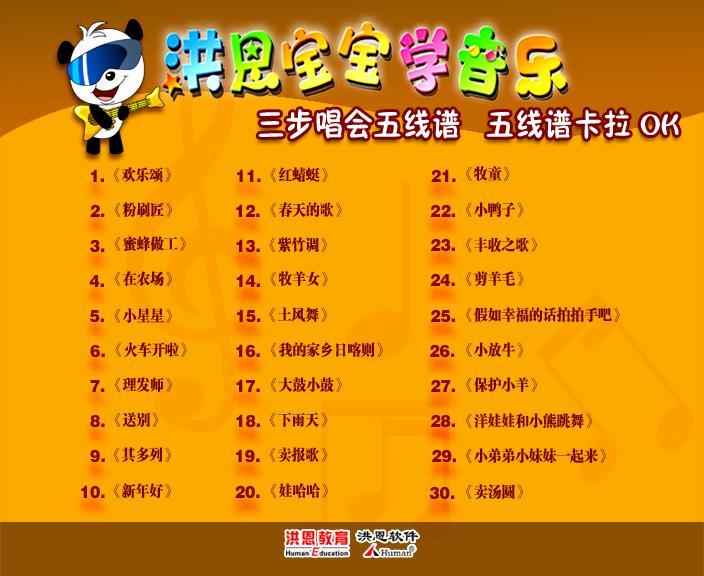 洪恩宝宝学音乐
三步唱会五线谱 五线谱卡拉OK
1.《欢乐颂》
2.《粉刷匠》
3.《蜜蜂做工》
4.《在农场》
5.《小星星》
6.《火车开啦》
7.《理发师》
8.《送别》
9.《其多列》
10.《新年好》
11.《红蜻蜓》
12.《春天的歌》
13.《紫竹调》
14.《牧羊女》
15.《土风舞》
16.《我的家乡日喀则》
17.《大鼓小鼓》
18.《下雨天》
19.《卖报歌》
20.《娃哈哈》
21.《牧童》
22.《小鸭子》
23.《丰收之歌》
24.《剪羊毛》
25.《假如幸福的话拍拍手吧》
26.《小放牛》
27.《保护小羊》
28.《洋娃娃和小熊跳舞》
29.《小弟弟小妹妹一起来》
30.《卖汤圆》
洪恩教育
Human Education
洪恩软件
Human®